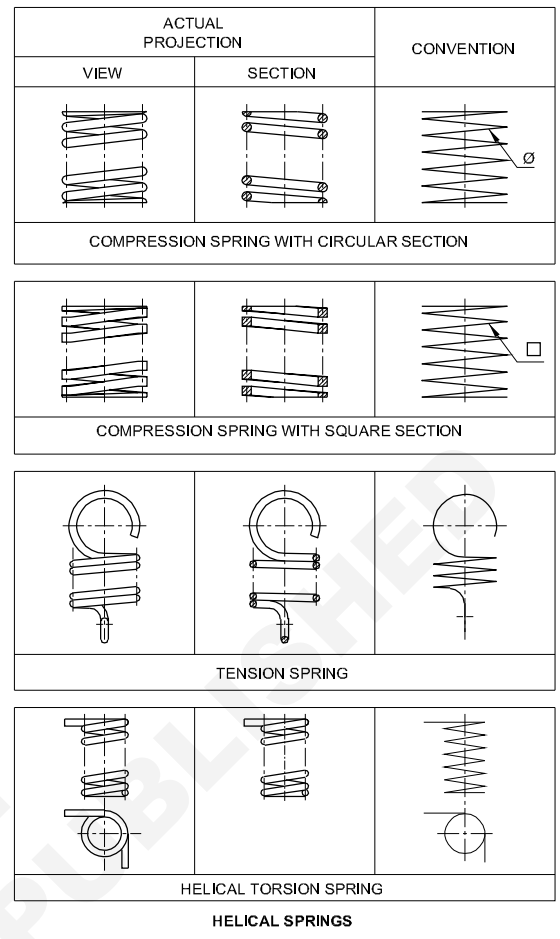 ACTUAL
PROJECTION
CONVENTION
VIEW
SECTION
Ø
COMPRESSION SPRING WITH CIRCULAR SECTION
COMPRESSION SPRING WITH SQUARE SECTION
TENSION SPRING
HELICAL TORSION SPRING
HELICAL SPRINGS
PUBLISHED